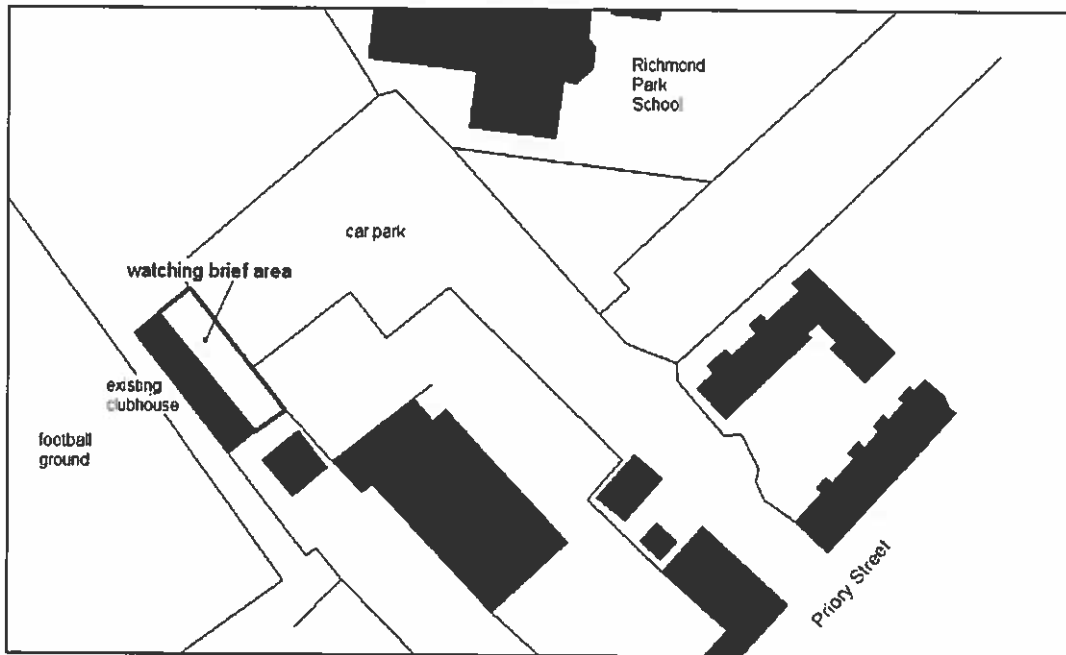 Richmond
Park
School
car park
watching brief area
existing
clubhouse
football
ground
Priory Street